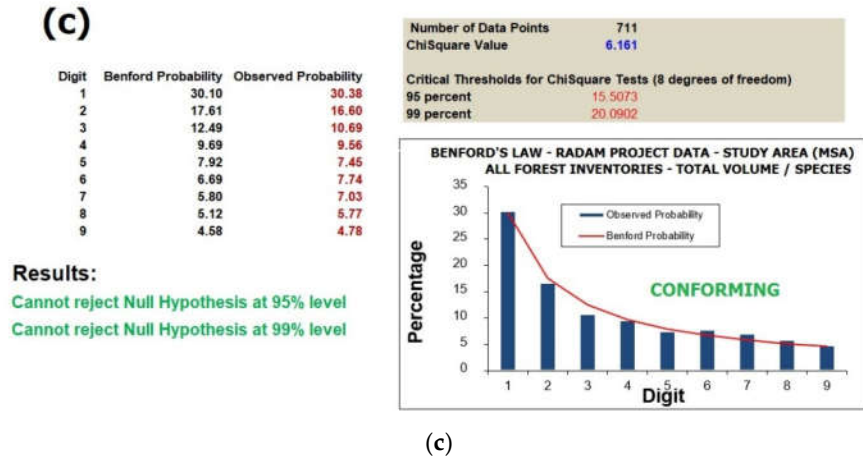 (c)
Digit Benford Probability Observed Probability
1 30.10 30.38
2 17.61 16.60
3 12.49 10.69
4 9.69 9.56
5 7.92 7.45
6 6.69 7.74
7 5.80 7.03
8 5.12 5.77
9 4.58 4.78
Results:
Cannot reject Null Hypothesis at 95% level
Cannot reject Null Hypothesis at 99% level
Number of Data Points 711
ChiSquare Value 6.161
Critical Thresholds for ChiSquare Tests (8 degrees of freedom)
95 percent 15.5073
99 percent 20.0902
BENFORD'S LAW - RADAM PROJECT DATA - STUDY AREA (MSA)
ALL FOREST INVENTORIES - TOTAL VOLUME / SPECIES
Percentage
35
30
25
20
15
10
5
0
Observed Probability
Benford Probability
CONFORMING
1 2 3 4 5 6 7 8 9
Digit
(c)